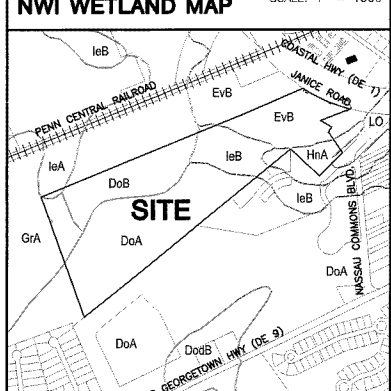 NWI WETLAND MAP
IeB
COASTAL HWY (DE 1)
EvB
JANICE ROAD
PENN CENTRAL RAILROAD
EvB
LO
IeA
IeB
HnA
DoB
SITE
IeB
GrA
DoA
NASSAU COMMONS BLVD.
DoA
DoA
DodB
GEORGETOWN HWY (DE 9)